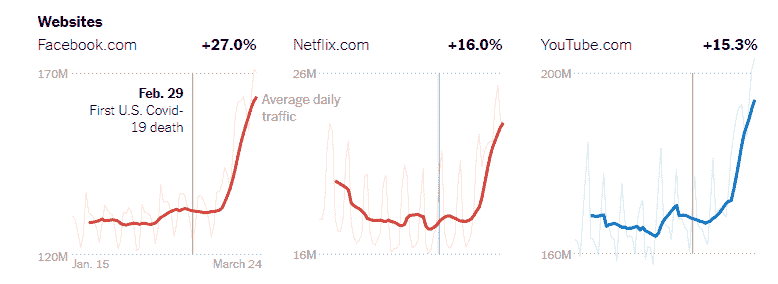 Websites
Facebook.com +27.0% Netflix.com +16.0% YouTube.com +15.3%
170M 26M 200M
Feb. 29
First U.S. Covid-
19 death
Average daily
traffic
120M 16M 160M
Jan. 15 March 24